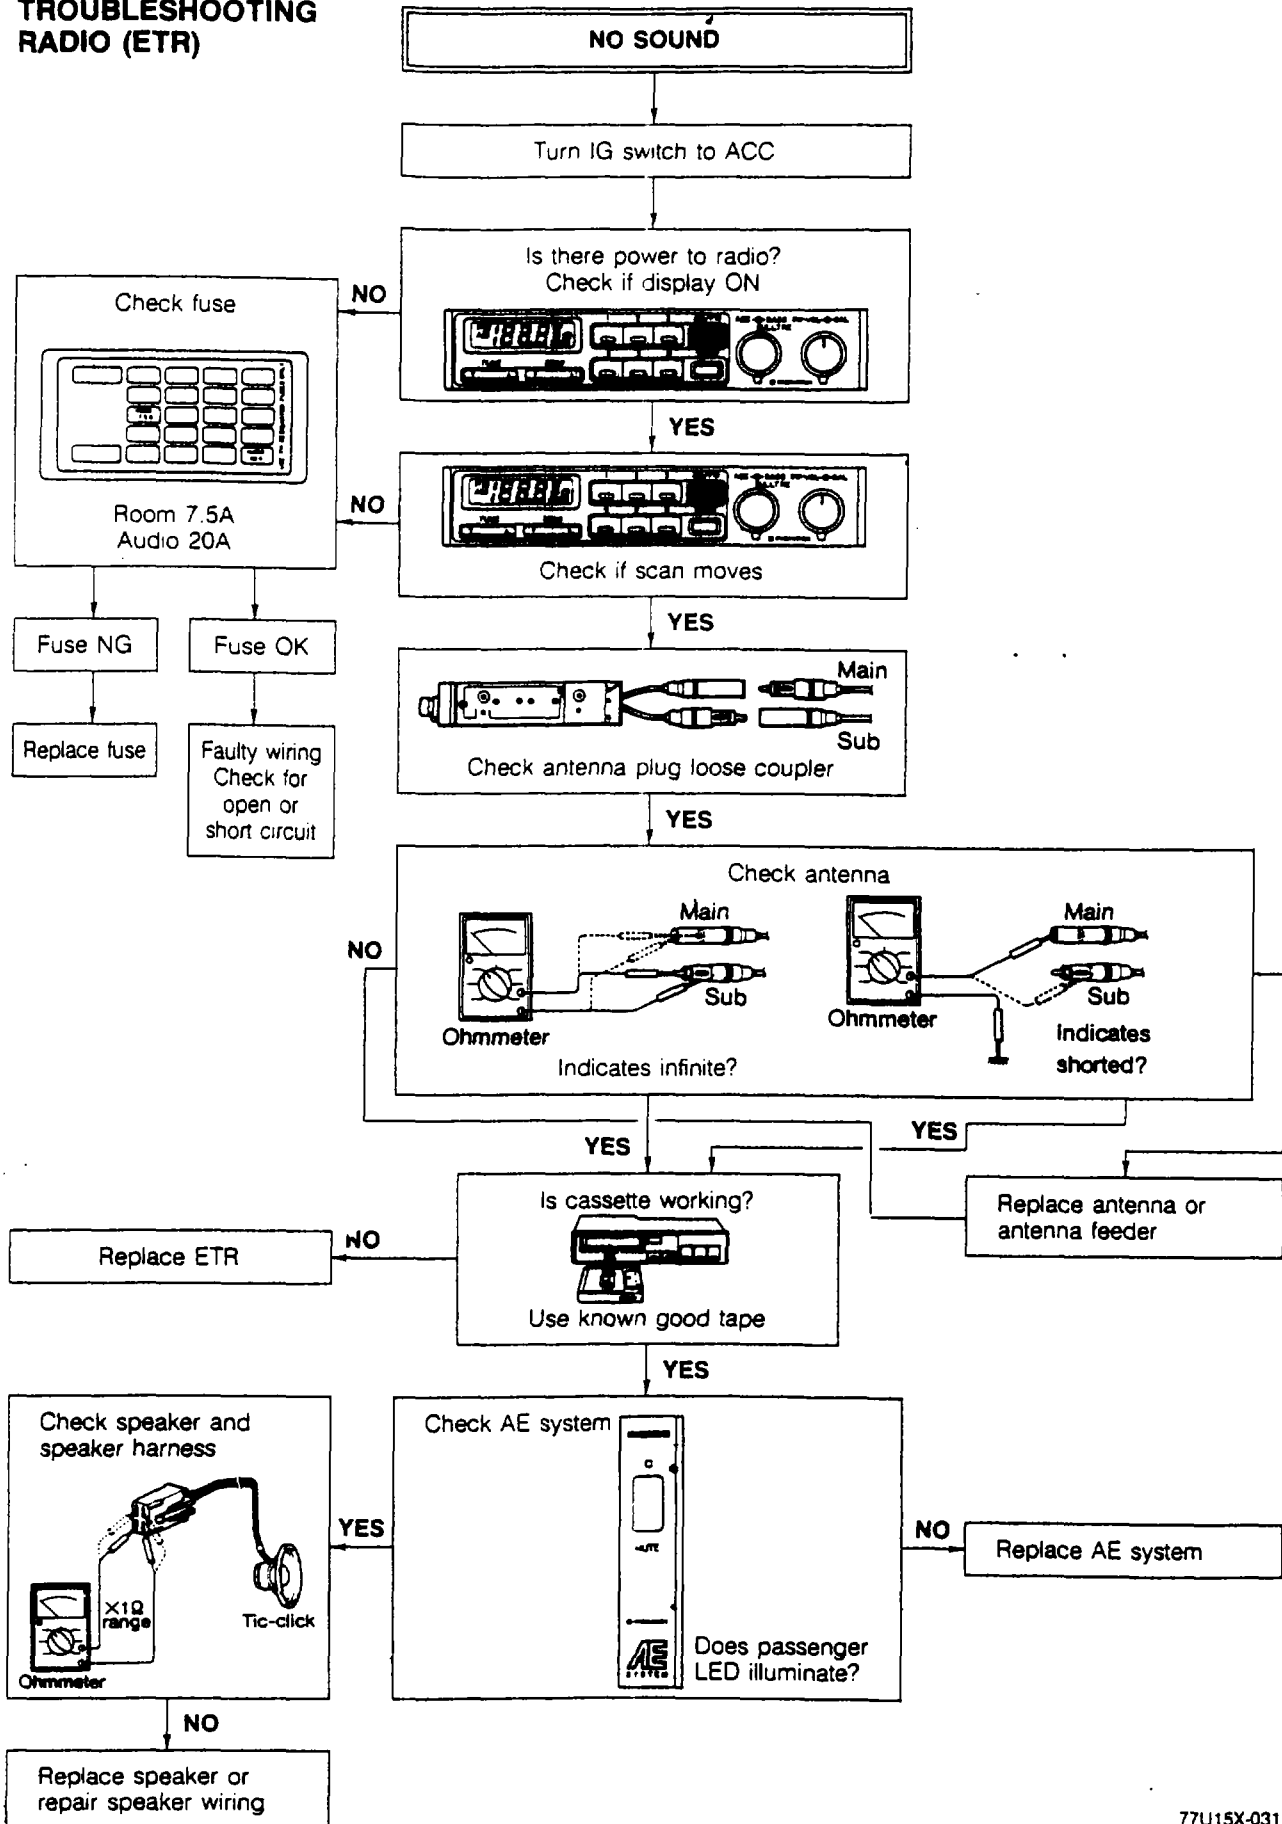 TROUBLESHOOTING
RADIO (ETR)
NO SOUND
Turn IG switch to ACC
Is there power to radio?
Check if display ON
NO
Check fuse
Room 7.5A
Audio 20A
YES
NO
Check if scan moves
YES
Fuse NG
Fuse OK
Replace fuse
Faulty wiring
Check for
open or
short circuit
Main
Sub
Check antenna plug loose coupler
YES
Check antenna
NO
Main
Sub
Ohmmeter
Indicates infinite?
Main
Sub
Ohmmeter
Indicates
shorted?
YES
YES
Replace antenna or
antenna feeder
Is cassette working?
Use known good tape
NO
Replace ETR
YES
Check AE system
Does passenger
LED illuminate?
AE
SYSTEM
NO
Replace AE system
YES
Check speaker and
speaker harness
X1Ω
range
Tic-click
Ohmmeter
NO
Replace speaker or
repair speaker wiring
77U15X-031